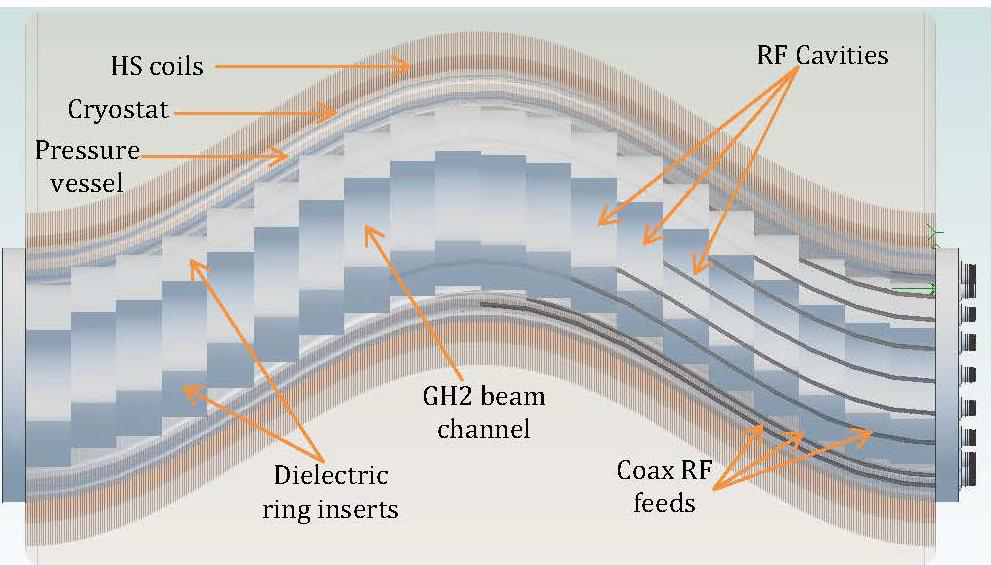 HS coils
RF Cavities
Cryostat
Pressure
vessel
GH2 beam
channel
Dielectric
ring inserts
Coax RF
feeds